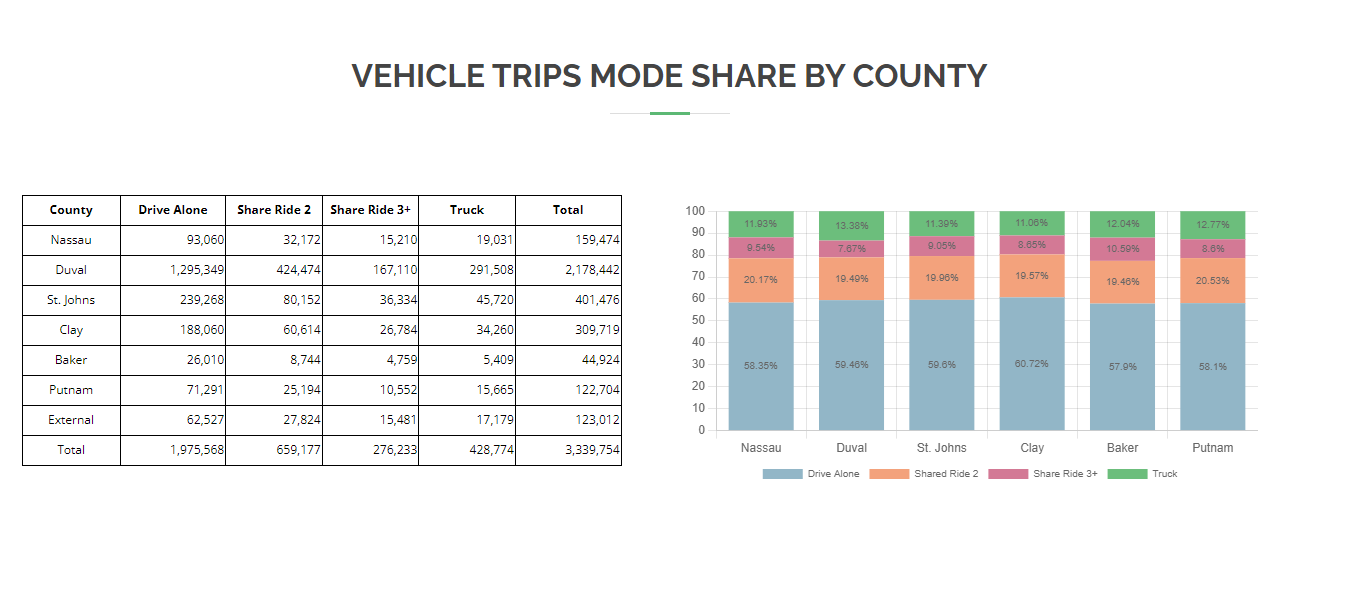 VEHICLE TRIPS MODE SHARE BY COUNTY
County Drive Alone Share Ride 2 Share Ride 3+ Truck Total
Nassau 93,060 32,172 15,210 19,031 159,474
Duval 1,295,349 424,474 167,110 291,508 2,178,442
St. Johns 239,268 80,152 36,334 45,720 401,476
Clay 188,060 60,614 26,784 34,260 309,719
Baker 26,010 8,744 4,759 5,409 44,924
Putnam 71,291 25,194 10,552 15,665 122,704
External 62,527 27,824 15,481 17,179 123,012
Total 1,975,568 659,177 276,233 428,774 3,339,754
100
90
80
70
60
50
40
30
20
10
0
11.93% 13.38% 11.39% 11.06% 12.04% 12.77%
9.54% 7.67% 9.05% 8.65% 10.59% 8.6%
20.17% 19.49% 19.96% 19.57% 19.46% 20.53%
58.35% 59.46% 59.6% 60.72% 57.9% 58.1%
Nassau Duval St. Johns Clay Baker Putnam
Drive Alone Shared Ride 2 Share Ride 3+ Truck